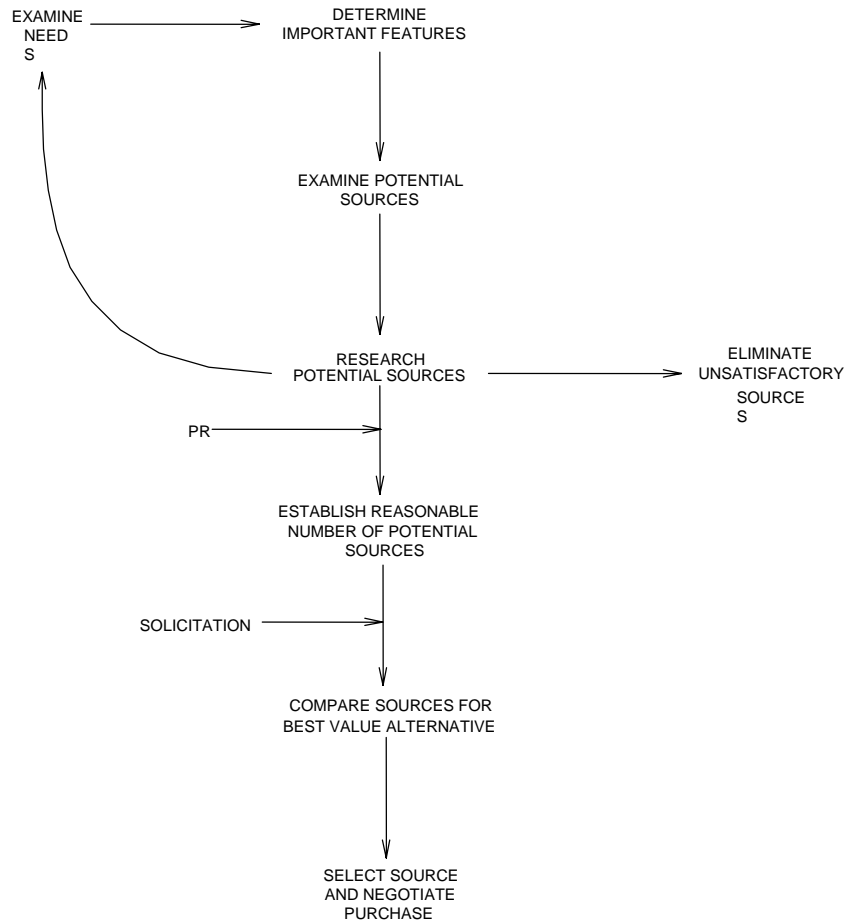 EXAMINE
NEED
S
DETERMINE
IMPORTANT FEATURES
EXAMINE POTENTIAL
SOURCES
RESEARCH
POTENTIAL SOURCES
ELIMINATE
UNSATISFACTORY
SOURCE
S
PR
ESTABLISH REASONABLE
NUMBER OF POTENTIAL
SOURCES
SOLICITATION
COMPARE SOURCES FOR
BEST VALUE ALTERNATIVE
SELECT SOURCE
AND NEGOTIATE
PURCHASE